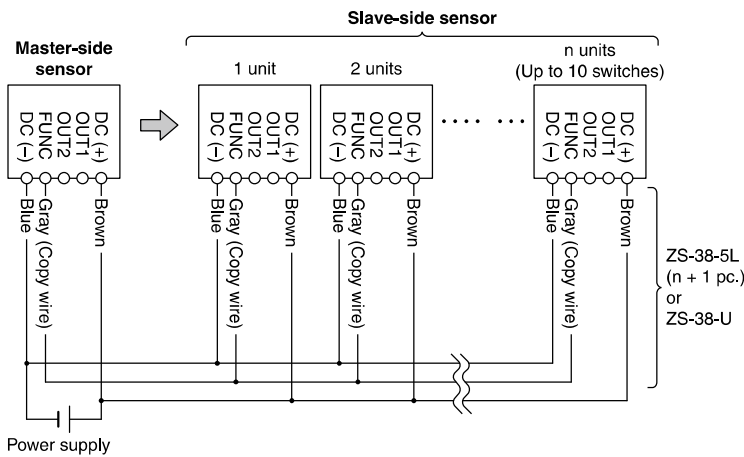 Slave-side sensor
Master-side
sensor
1 unit
2 units
n units
(Up to 10 switches)
DC (−)
FUNC
OUT2
OUT1
DC (+)
DC (−)
FUNC
OUT2
OUT1
DC (+)
DC (−)
FUNC
OUT2
OUT1
DC (+)
DC (−)
FUNC
OUT2
OUT1
DC (+)
Blue
Gray (Copy wire)
Brown
Blue
Gray (Copy wire)
Brown
Blue
Gray (Copy wire)
Brown
Blue
Gray (Copy wire)
Brown
ZS-38-5L
(n + 1 pc.)
or
ZS-38-U
Power supply